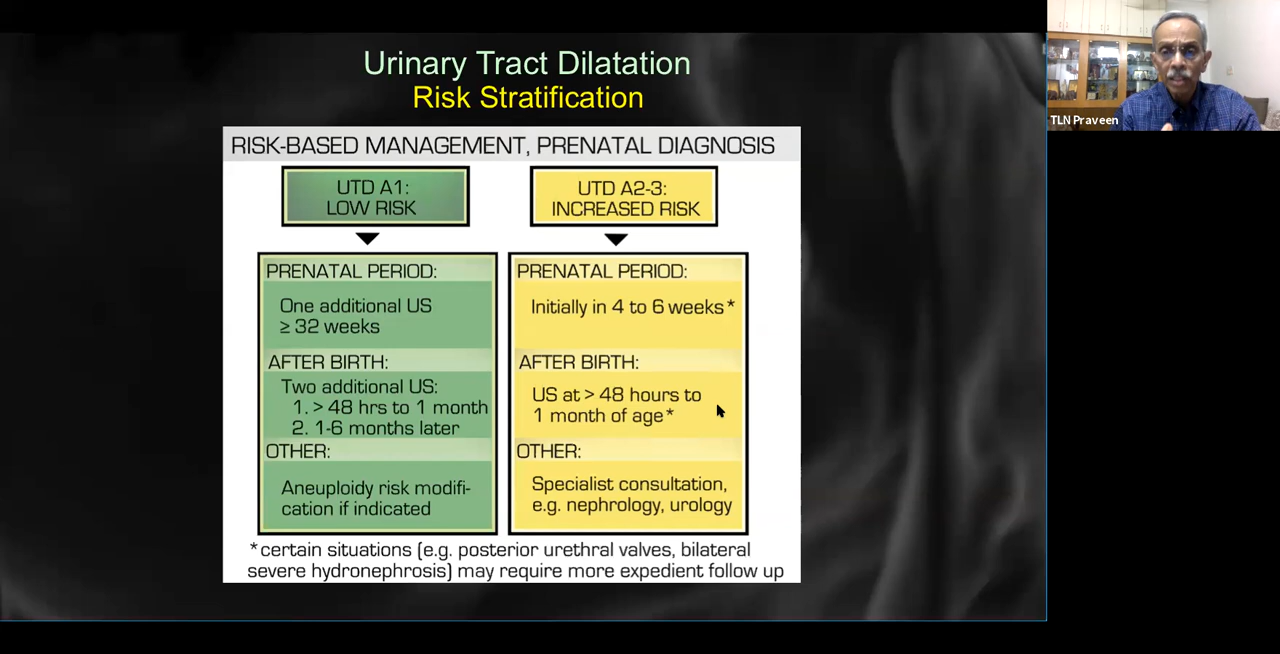 Urinary Tract Dilatation
Risk Stratification
RISK-BASED MANAGEMENT, PRENATAL DIAGNOSIS
UTD A1:
LOW RISK
PRENATAL PERIOD:
One additional US
≥ 32 weeks
AFTER BIRTH:
Two additional US:
1. > 48 hrs to 1 month
2. 1-6 months later
OTHER:
Aneuploidy risk modifi-
cation if indicated
UTD A2-3:
INCREASED RISK
PRENATAL PERIOD:
Initially in 4 to 6 weeks*
AFTER BIRTH:
US at > 48 hours to
1 month of age*
OTHER:
Specialist consultation,
e.g. nephrology, urology
*certain situations (e.g. posterior urethral valves, bilateral
severe hydronephrosis) may require more expedient follow up
TLN Praveen